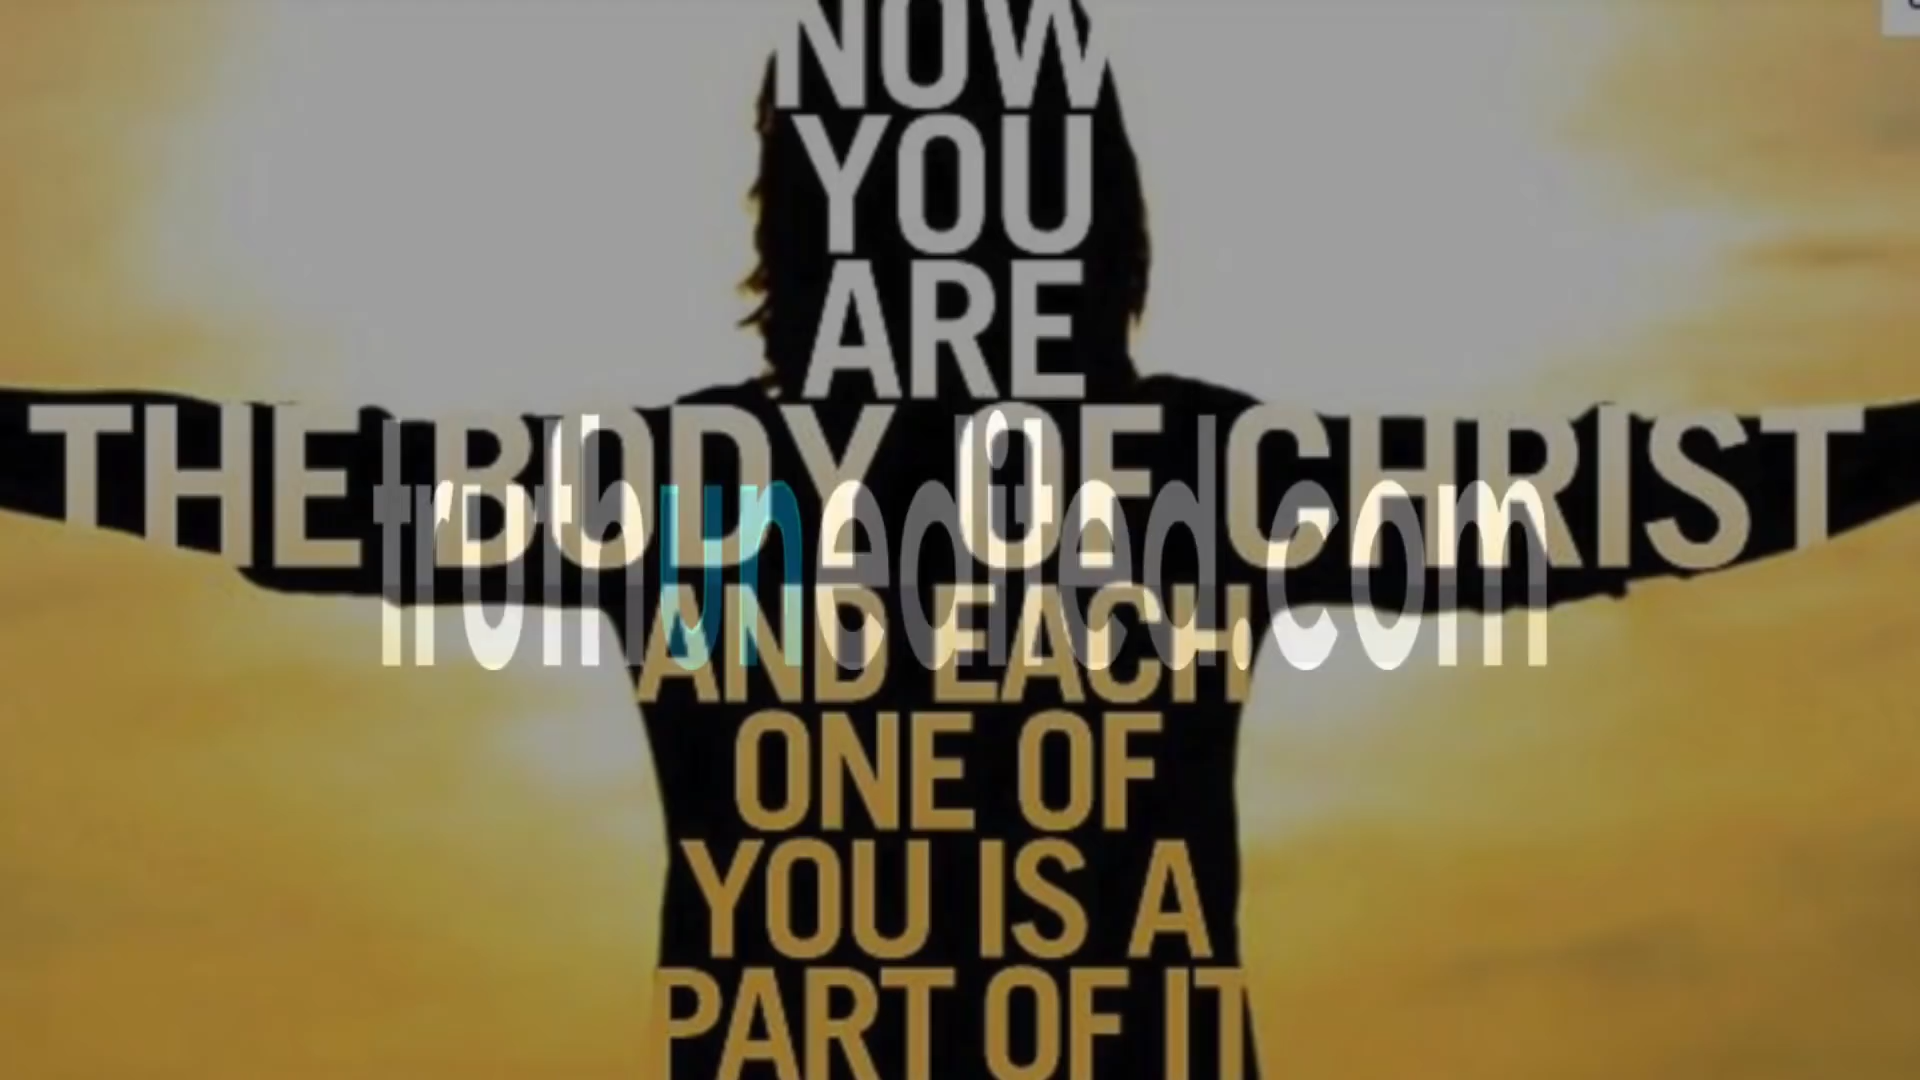 NOW
YOU
ARE
THE BODY OF CHRIST
truthunedited.com
AND EACH
ONE OF
YOU IS A
PART OF IT